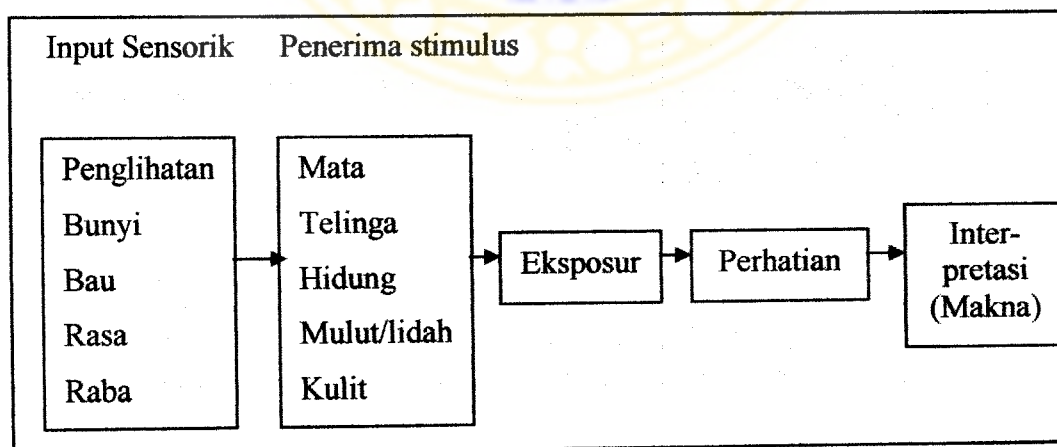 Input Sensorik
Penerima stimulus
Penglihatan
Bunyi
Bau
Rasa
Raba
Mata
Telinga
Hidung
Mulut/lidah
Kulit
Eksposur
Perhatian
Inter-
pretasi
(Makna)